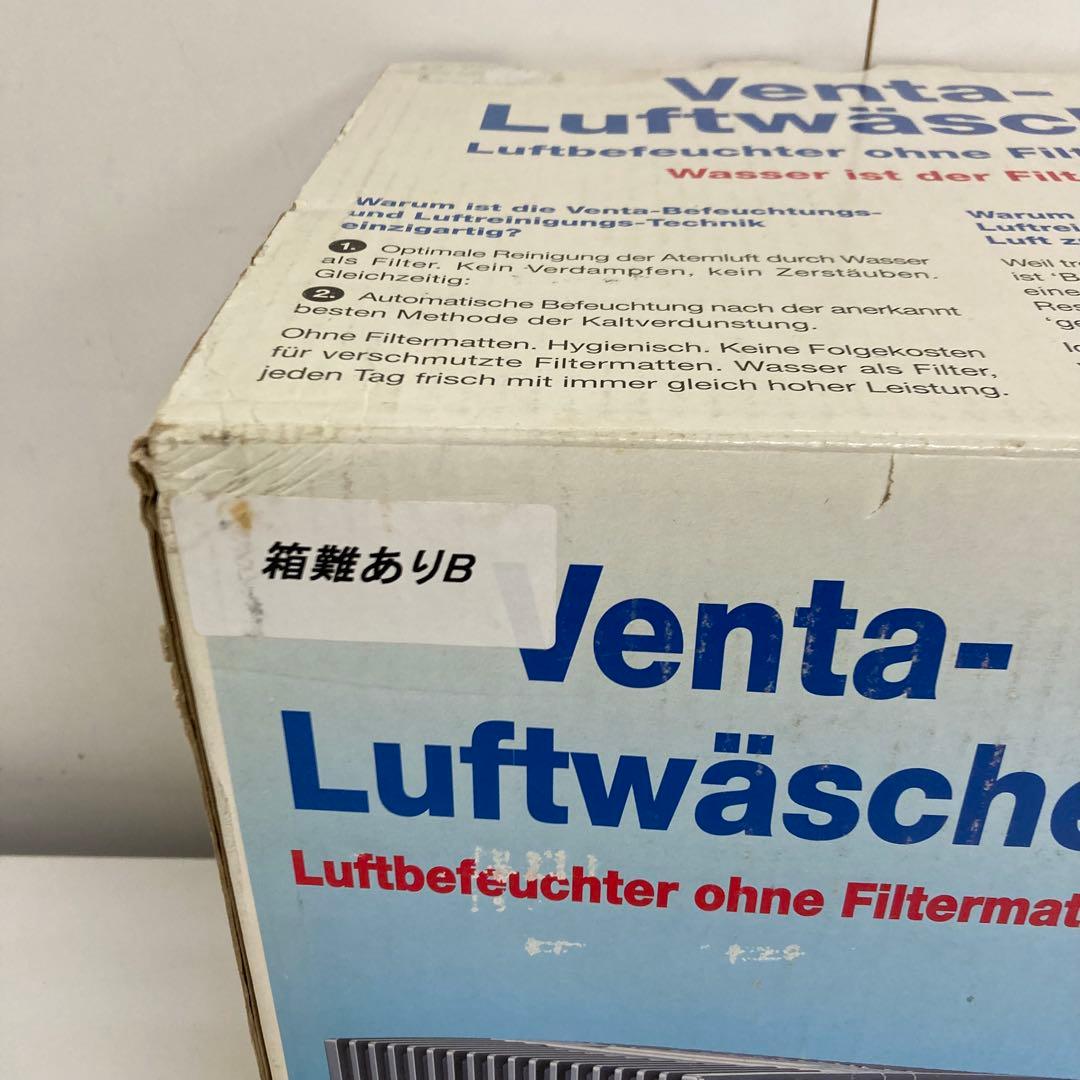 Venta-
Luftwäsc
Luftbefeuchter ohne Filt
Wasser ist der Filt
Warum ist die Venta-Befeuchtungs-
und Luftreinigungs-Technik
einzigartig?
1. Optimale Reinigung der Atemluft durch Wasser
als Filter. Kein Verdampfen, kein Zerstäuben.
Gleichzeitig:
2. Automatische Befeuchtung nach der anerkannt
besten Methode der Kaltverdunstung.
Ohne Filtermatten. Hygienisch. Keine Folgekosten
für verschmutzte Filtermatten. Wasser als Filter,
jeden Tag frisch mit immer gleich hoher Leistung.
Warum
Luftrei
Luft z
Weil tr
ist 'B
eine
Res
'ge
箱難ありB
Venta-
Luftwäsche
Luftbefeuchter ohne Filtermat